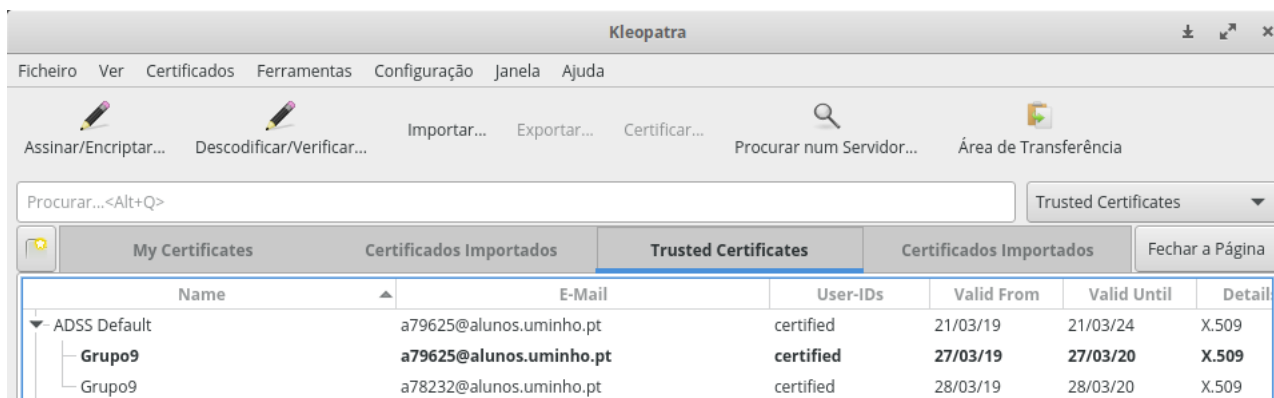 Kleopatra
Ficheiro Ver Certificados Ferramentas Configuração Janela Ajuda
Assinar/Encriptar... Descodificar/Verificar... Importar... Exportar... Certificar... Procurar num Servidor... Área de Transferência
Procurar...<Alt+Q> Trusted Certificates
My Certificates Certificados Importados Trusted Certificates Certificados Importados Fechar a Página
Name E-Mail User-IDs Valid From Valid Until Detail
ADSS Default a79625@alunos.uminho.pt certified 21/03/19 21/03/24 X.509
Grupo9 a79625@alunos.uminho.pt certified 27/03/19 27/03/20 X.509
Grupo9 a78232@alunos.uminho.pt certified 28/03/19 28/03/20 X.509